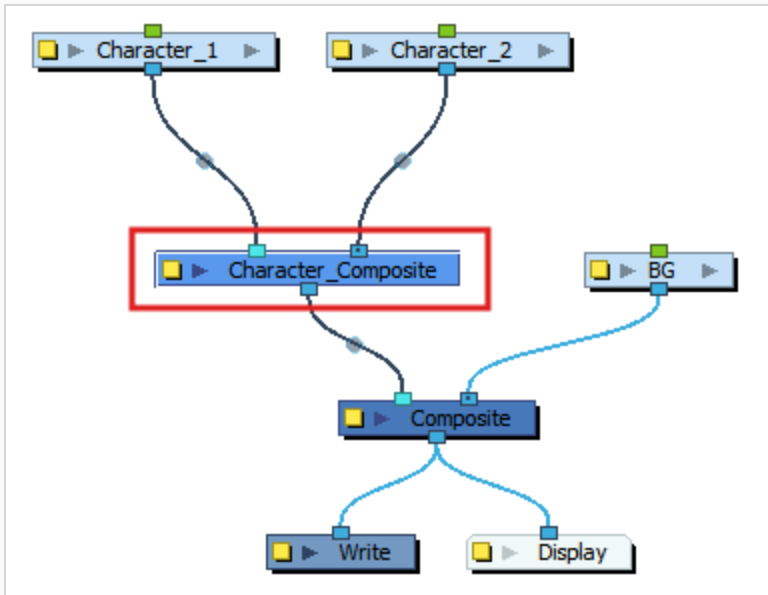 Character_1
Character_2
Character_Composite
BG
Composite
Write
Display